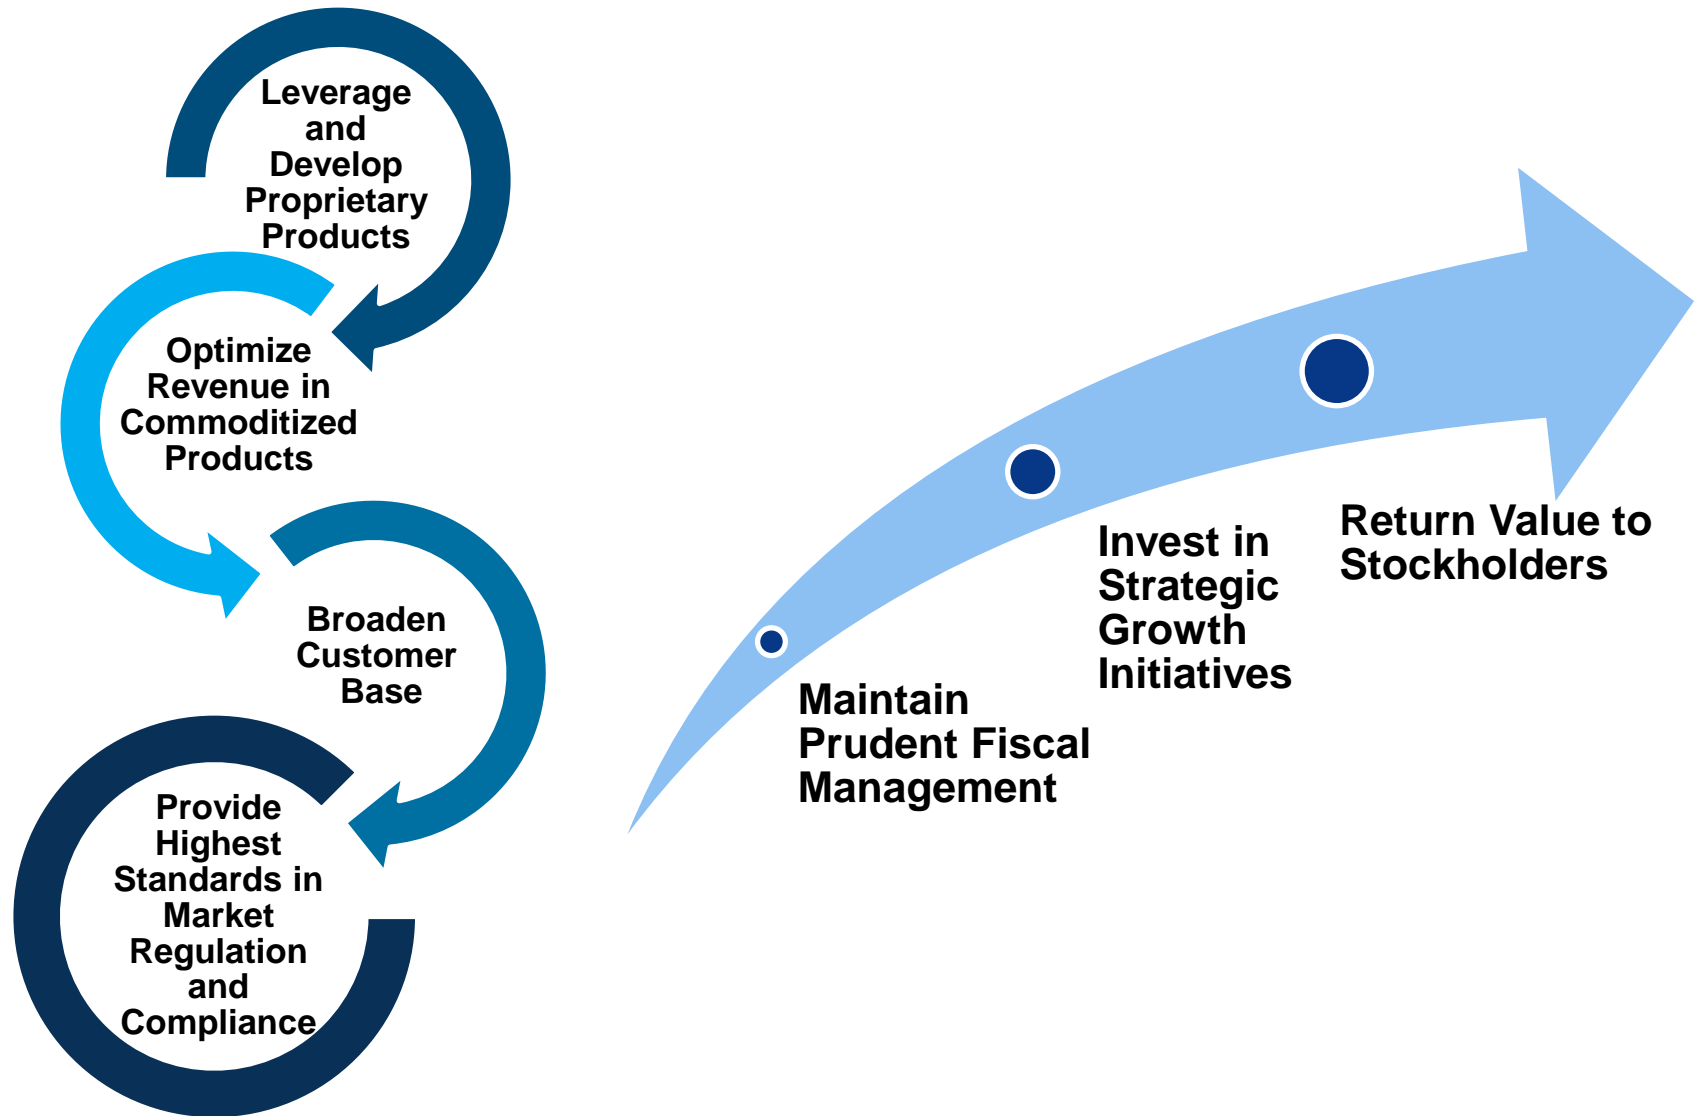 Leverage
and
Develop
Proprietary
Products
Optimize
Revenue in
Commoditized
Products
Broaden
Customer
Base
Provide
Highest
Standards in
Market
Regulation
and
Compliance
Maintain
Prudent Fiscal
Management
Invest in
Strategic
Growth
Initiatives
Return Value to
Stockholders